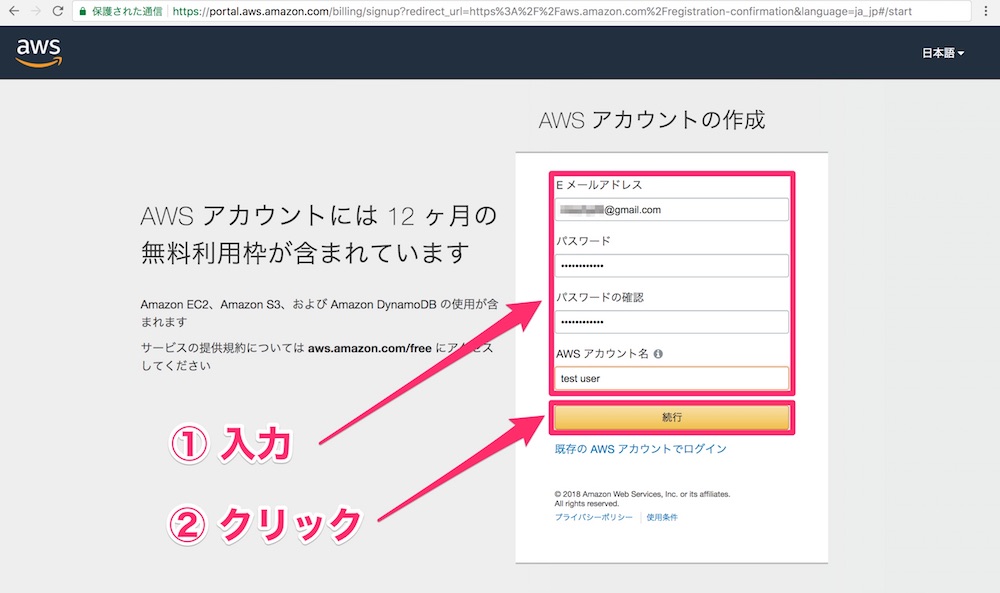 保護された通信 https://portal.aws.amazon.com/billing/signup?redirect_url=https%3A%2F%2Faws.amazon.com%2Fregistration-confirmation&language=ja_jp#/start
aws
日本語
AWS アカウントの作成
AWS アカウントには 12 ヶ月の
無料利用枠が含まれています
Amazon EC2、Amazon S3、および Amazon DynamoDB の使用が含
まれます
サービスの提供規約については aws.amazon.com/free にアクセス
してください
E メールアドレス
@gmail.com
パスワード
パスワードの確認
AWS アカウント名
test user
続行
既存の AWS アカウントでログイン
© 2018 Amazon Web Services, Inc. or its affiliates.
All rights reserved.
プライバシーポリシー 使用条件
① 入力
② クリック